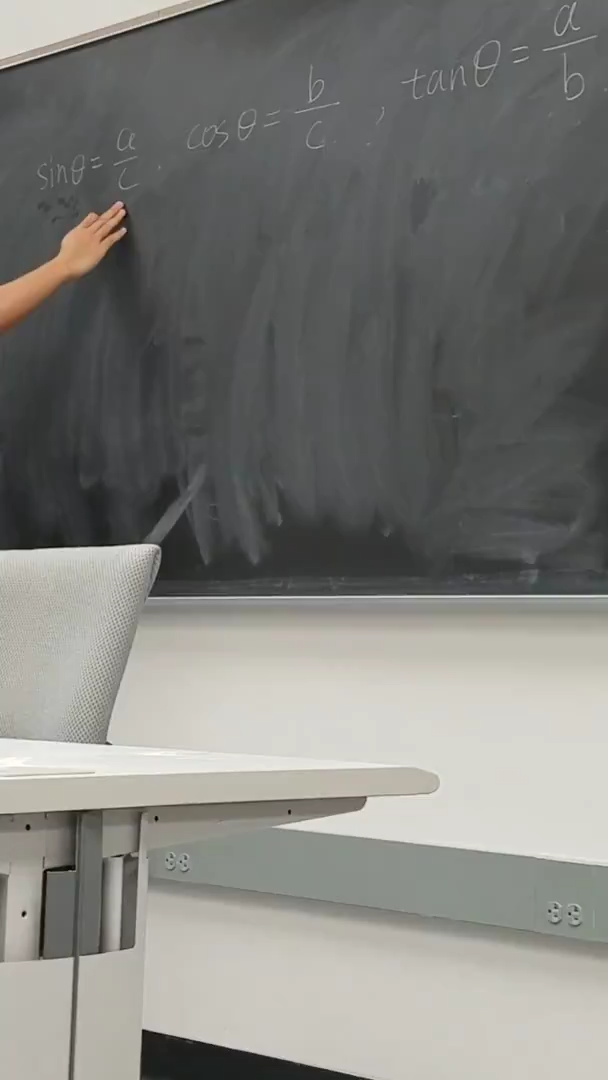 sinθ = a/c , cosθ = b/c , tanθ = a/b